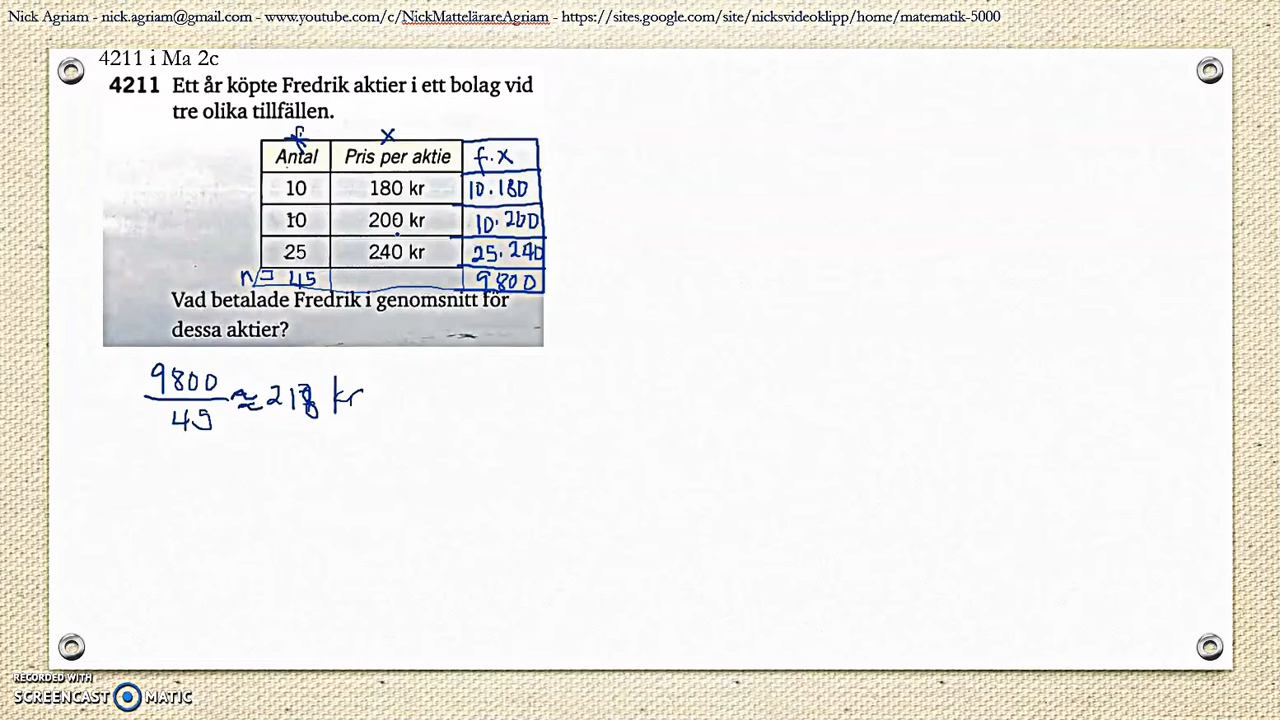 Nick Agriam - nick.agriam@gmail.com - www.youtube.com/c/NickMattelärareAgriam - https://sites.google.com/site/nicksvideoklipp/home/matematik-5000
4211 i Ma 2c
4211 Ett år köpte Fredrik aktier i ett bolag vid
tre olika tillfällen.
f x
Antal Pris per aktie f·x
10 180 kr 10·180
10 200 kr 10·200
25 240 kr 25·240
n = 45 9800
Vad betalade Fredrik i genomsnitt för
dessa aktier?
9800
≈ 218 kr
45
RECORDED WITH
SCREENCAST MATIC